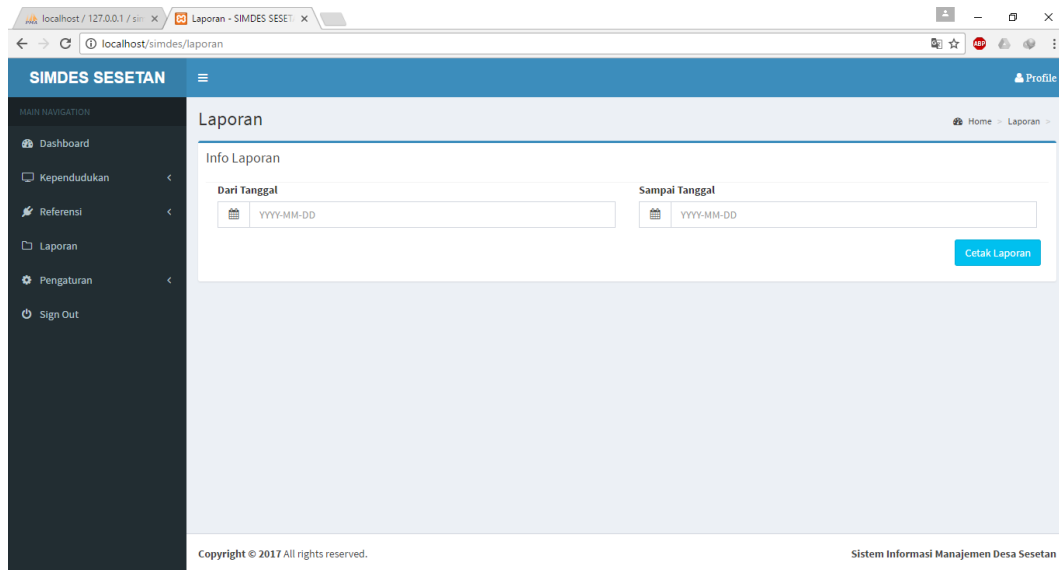 localhost / 127.0.0.1 / sim
Laporan - SIMDES SESET
localhost/simdes/laporan
ABP
SIMDES SESETAN
Profile
MAIN NAVIGATION
Dashboard
Kependudukan
Referensi
Laporan
Pengaturan
Sign Out
Laporan
Home > Laporan >
Info Laporan
Dari Tanggal
Sampai Tanggal
YYYY-MM-DD
YYYY-MM-DD
Cetak Laporan
Copyright © 2017 All rights reserved.
Sistem Informasi Manajemen Desa Sesetan